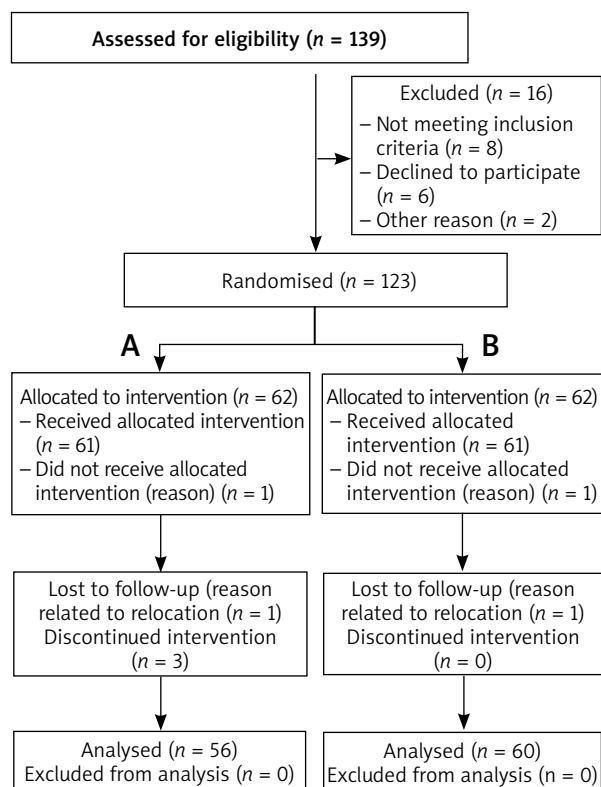 Assessed for eligibility (n = 139)
Excluded (n = 16)
– Not meeting inclusion
criteria (n = 8)
– Declined to participate
(n = 6)
– Other reason (n = 2)
Randomised (n = 123)
A
B
Allocated to intervention (n = 62)
– Received allocated intervention
(n = 61)
– Did not receive allocated
intervention (reason) (n = 1)
Allocated to intervention (n = 62)
– Received allocated
intervention (n = 61)
– Did not receive allocated
intervention (reason) (n = 1)
Lost to follow-up (reason
related to relocation (n = 1)
Discontinued intervention
(n = 3)
Lost to follow-up (reason
related to relocation (n = 1)
Discontinued intervention
(n = 0)
Analysed (n = 56)
Excluded from analysis (n = 0)
Analysed (n = 60)
Excluded from analysis (n = 0)